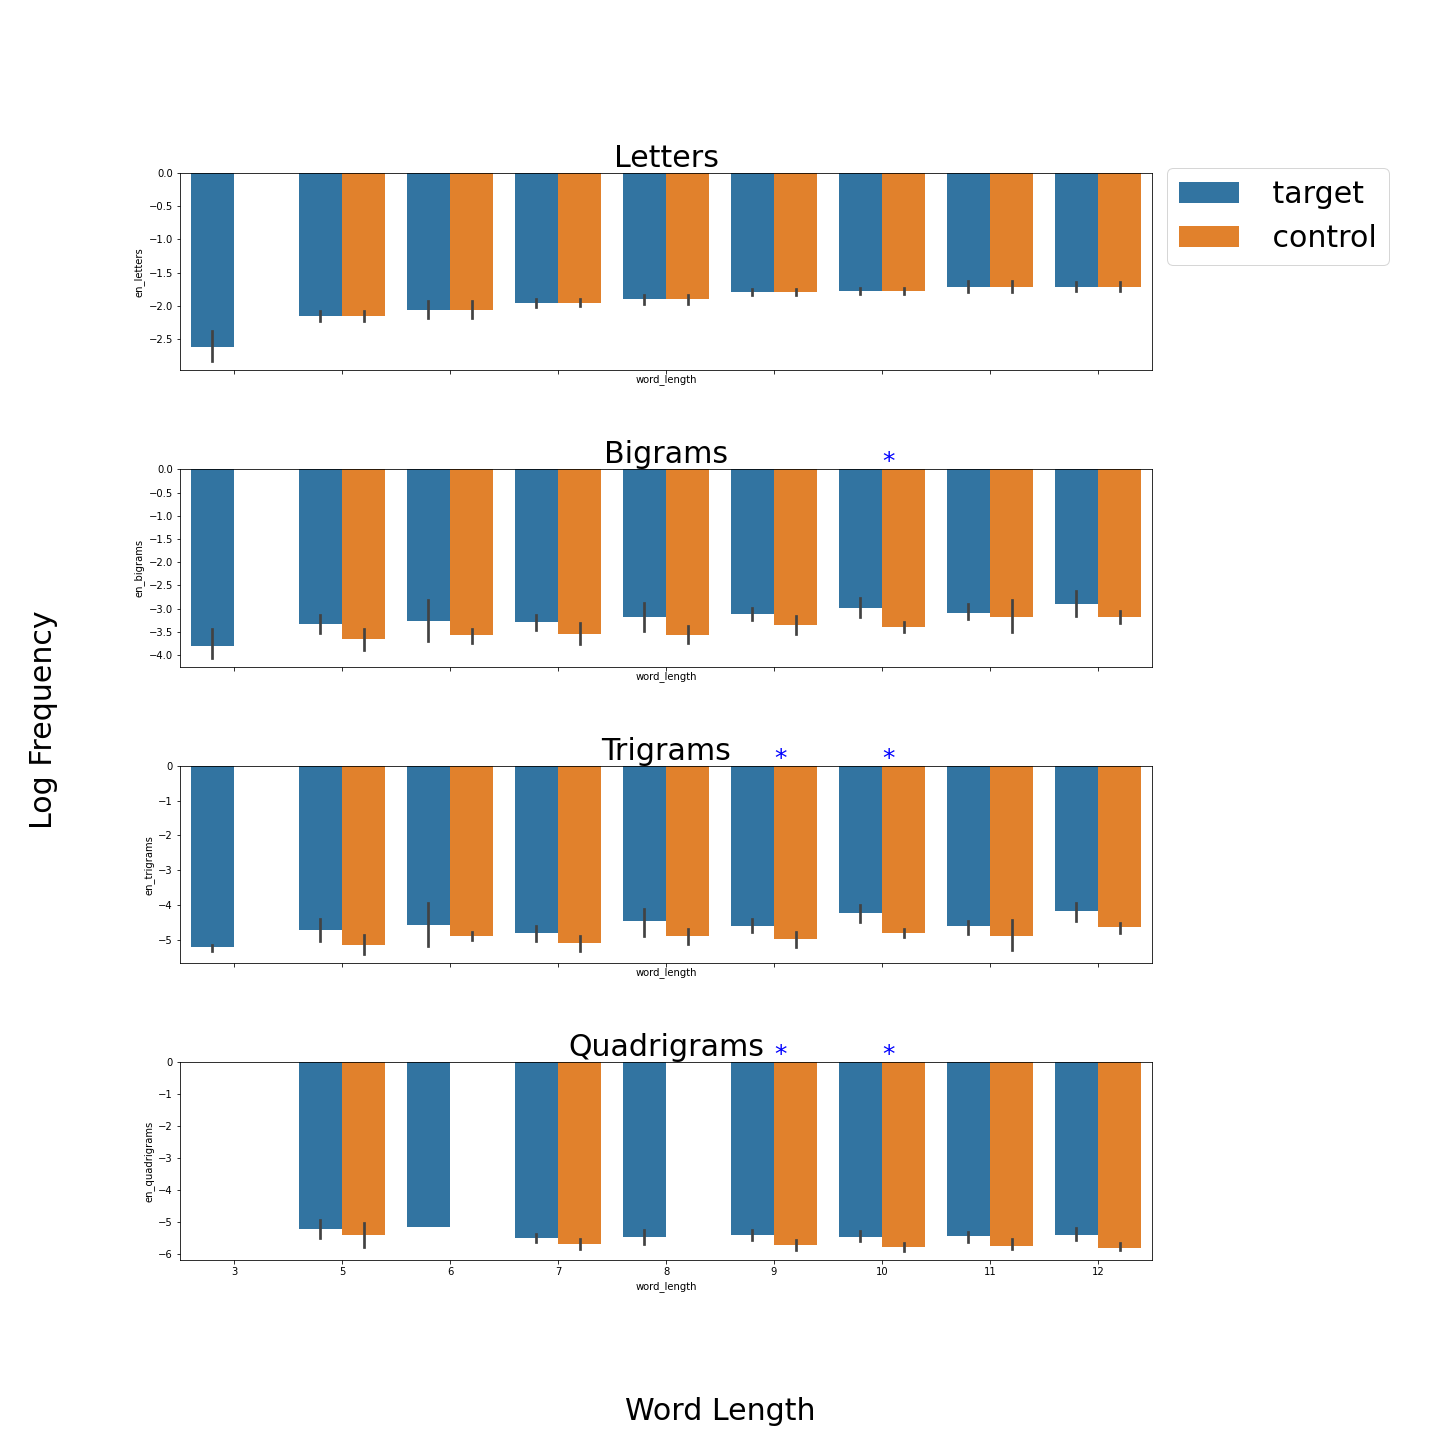 Letters
target
control
0.0
−0.5
−1.0
−1.5
−2.0
−2.5
en_letters
word_length
Bigrams
*
0.0
−0.5
−1.0
−1.5
−2.0
−2.5
−3.0
−3.5
−4.0
en_bigrams
word_length
Log Frequency
Trigrams
* *
0
−1
−2
−3
−4
−5
en_trigrams
word_length
Quadrigrams
* *
0
−1
−2
−3
−4
−5
−6
en_quadrigrams
3 5 6 7 8 9 10 11 12
word_length
Word Length